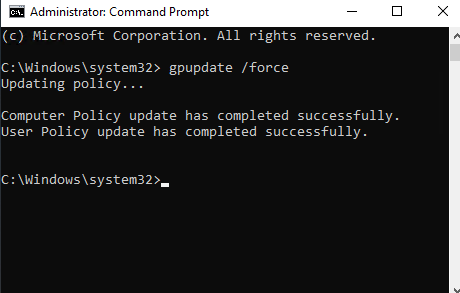 Administrator: Command Prompt
(c) Microsoft Corporation. All rights reserved.
C:\Windows\system32> gpupdate /force
Updating policy...
Computer Policy update has completed successfully.
User Policy update has completed successfully.
C:\Windows\system32>